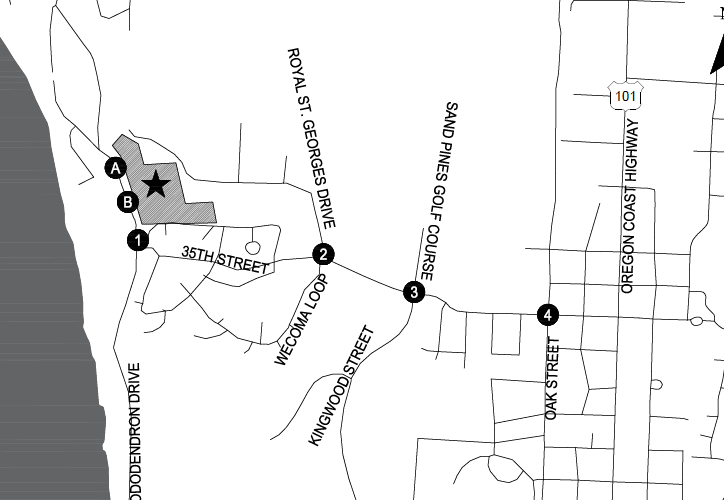 ROYAL ST. GEORGES DRIVE
SAND PINES GOLF COURSE
101
OREGON COAST HIGHWAY
A
B
1
35TH STREET
2
3
4
WECOMA LOOP
KINGWOOD STREET
OAK STREET
ODODENDRON DRIVE